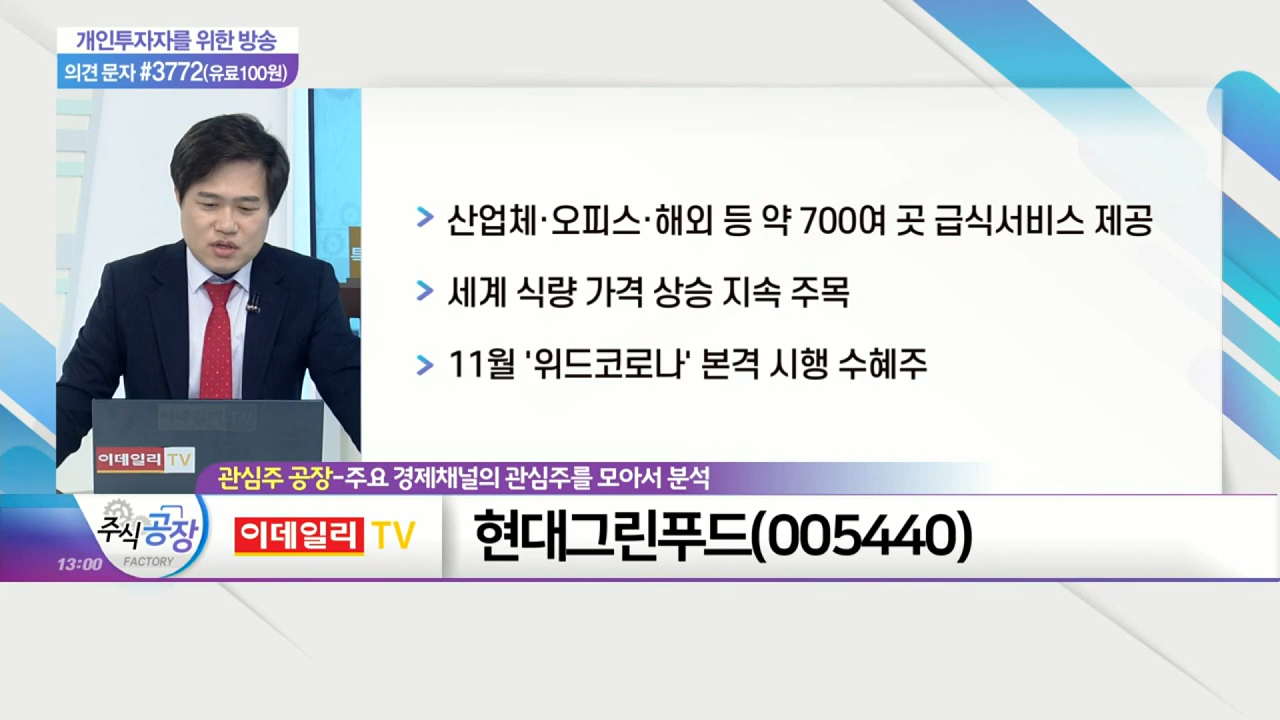 개인투자자를 위한 방송
의견 문자 #3772(유료100원)
산업체·오피스·해외 등 약 700여 곳 급식서비스 제공
세계 식량 가격 상승 지속 주목
11월 '위드코로나' 본격 시행 수혜주
이데일리 TV
관심주 공장-주요 경제채널의 관심주를 모아서 분석
주식공장
FACTORY
13:00
이데일리 TV
현대그린푸드(005440)